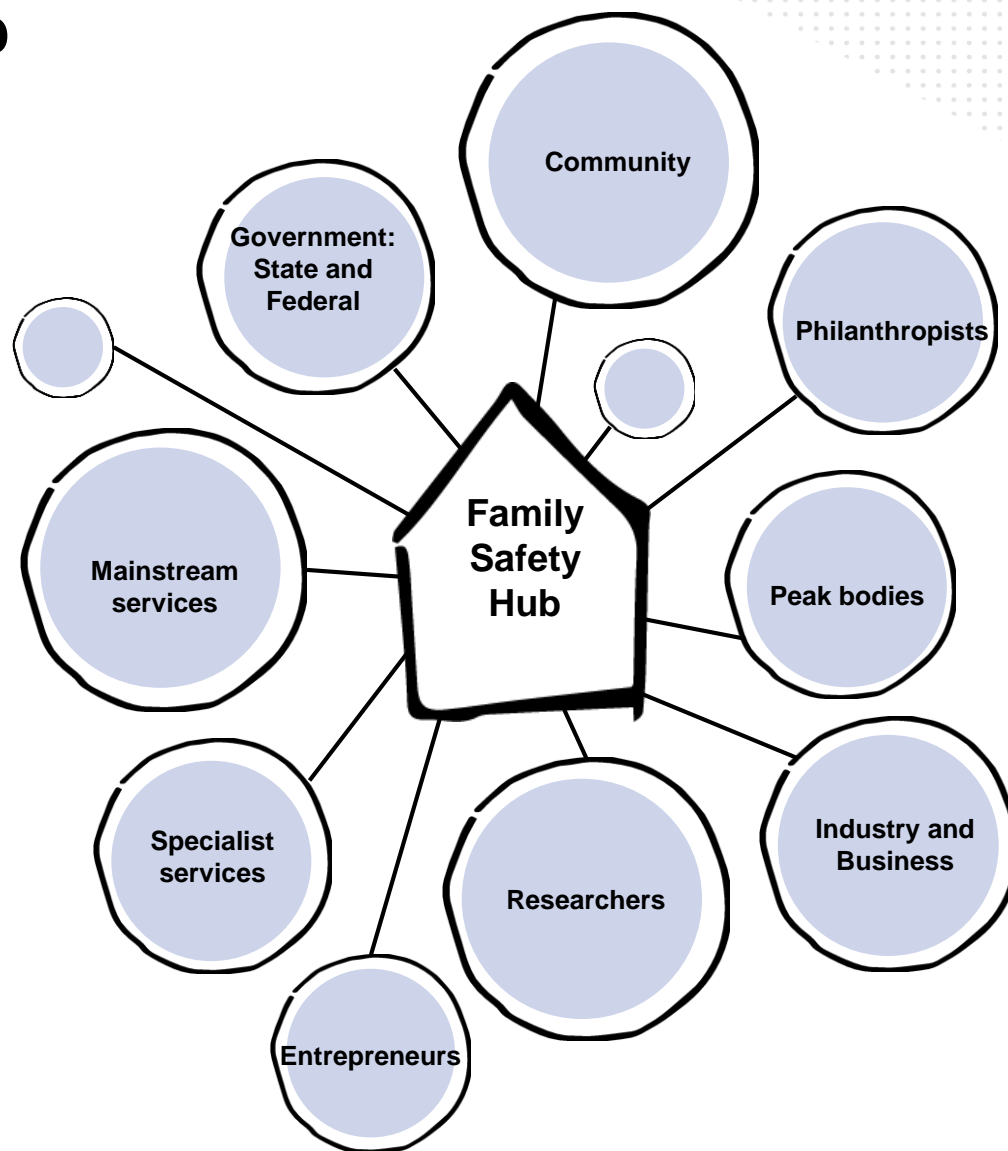 Community
Government:
State and
Federal
Philanthropists
Family
Safety
Hub
Mainstream
services
Peak bodies
Specialist
services
Industry and
Business
Researchers
Entrepreneurs